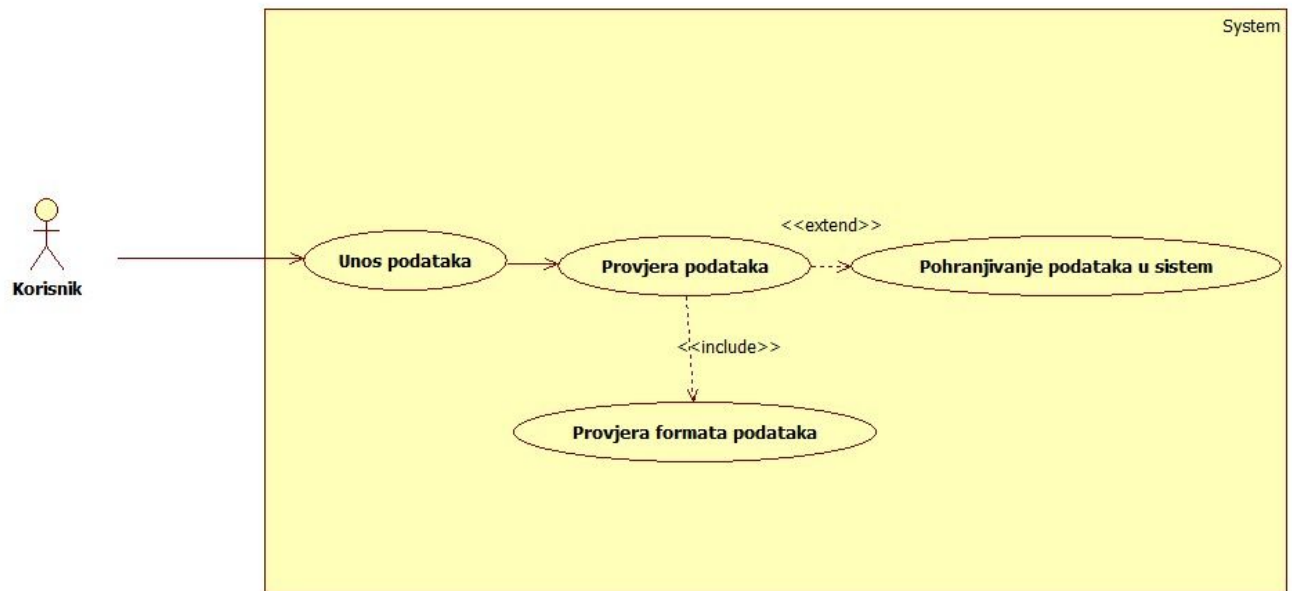 System
<<extend>>
Unos podataka
Provjera podataka
Pohranjivanje podataka u sistem
Korisnik
<<include>>
Provjera formata podataka